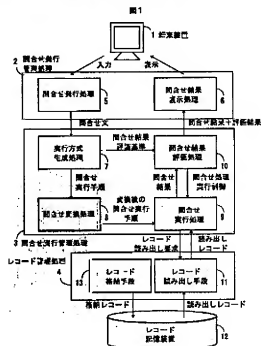 図1
1 端末装置
入力
表示
2 問合せ発行
管理処理
問合せ発行処理
5
問合せ結果
表示処理
6
問合せ文
問合せ結果+評価結果
実行方式
生成処理
7
問合せ結果
評価基準
問合せ結果
評価処理
10
問合せ
実行手順
問合せ
結果
問合せ処理
実行制御
問合せ変換処理
8
変換後の
問合せ実行
手順
問合せ
実行処理
9
3 問合せ実行管理処理
レコード
読み出し要求
読み出し
レコード
レコード管理処理
4
13
レコード
格納手段
レコード
読み出し手段
11
格納レコード
読み出しレコード
レコード
記憶装置
12